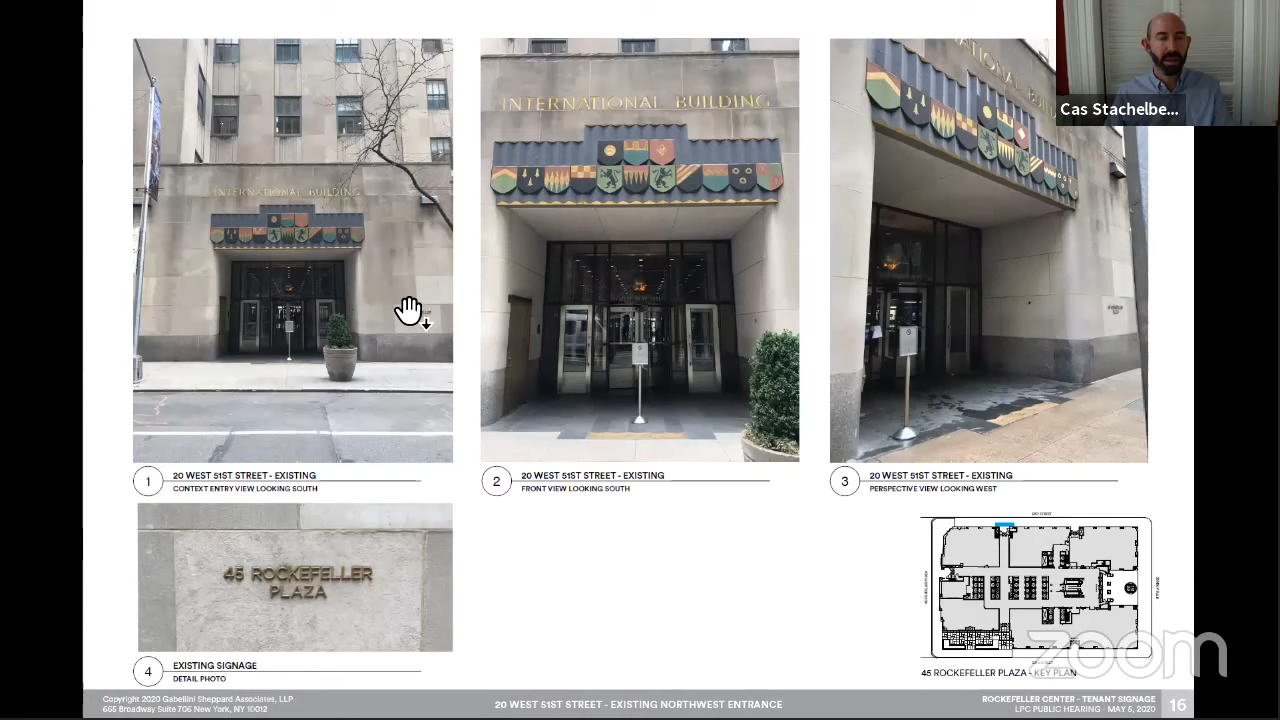 INTERNATIONAL BUILDING
INTERNATIONAL BUILDING
Cas Stachelbe...
1
20 WEST 51ST STREET - EXISTING
CONTEXT ENTRY VIEW LOOKING SOUTH
2
20 WEST 51ST STREET - EXISTING
FRONT VIEW LOOKING SOUTH
3
20 WEST 51ST STREET - EXISTING
PERSPECTIVE VIEW LOOKING WEST
45 ROCKEFELLER
PLAZA
4
EXISTING SIGNAGE
DETAIL PHOTO
45 ROCKEFELLER PLAZA - KEY PLAN
zoom
Copyright 2020 Gabellini Sheppard Associates, LLP
665 Broadway Suite 706 New York, NY 10012
20 WEST 51ST STREET - EXISTING NORTHWEST ENTRANCE
ROCKEFELLER CENTER - TENANT SIGNAGE
LPC PUBLIC HEARING - MAY 5, 2020
16